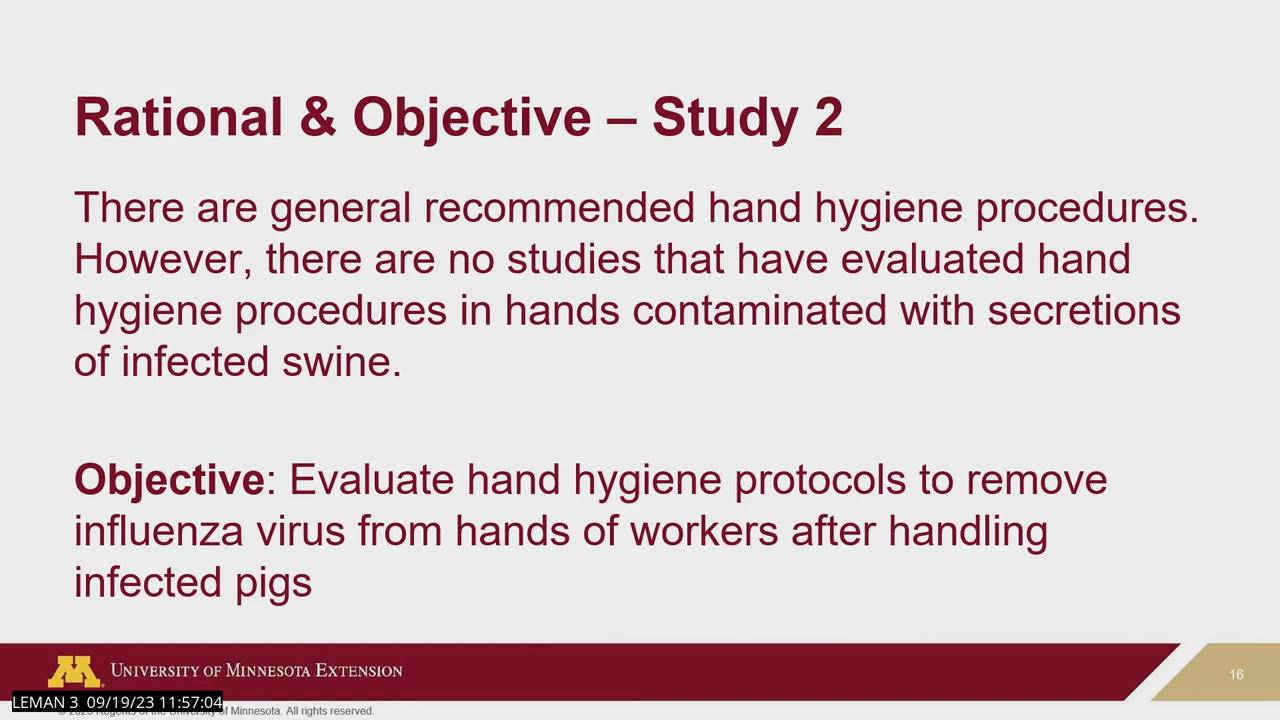 Rational & Objective – Study 2
There are general recommended hand hygiene procedures.
However, there are no studies that have evaluated hand
hygiene procedures in hands contaminated with secretions
of infected swine.
Objective: Evaluate hand hygiene protocols to remove
influenza virus from hands of workers after handling
infected pigs
UNIVERSITY OF MINNESOTA EXTENSION
16
LEMAN 3 09/19/23 11:57:04
of Minnesota. All rights reserved.